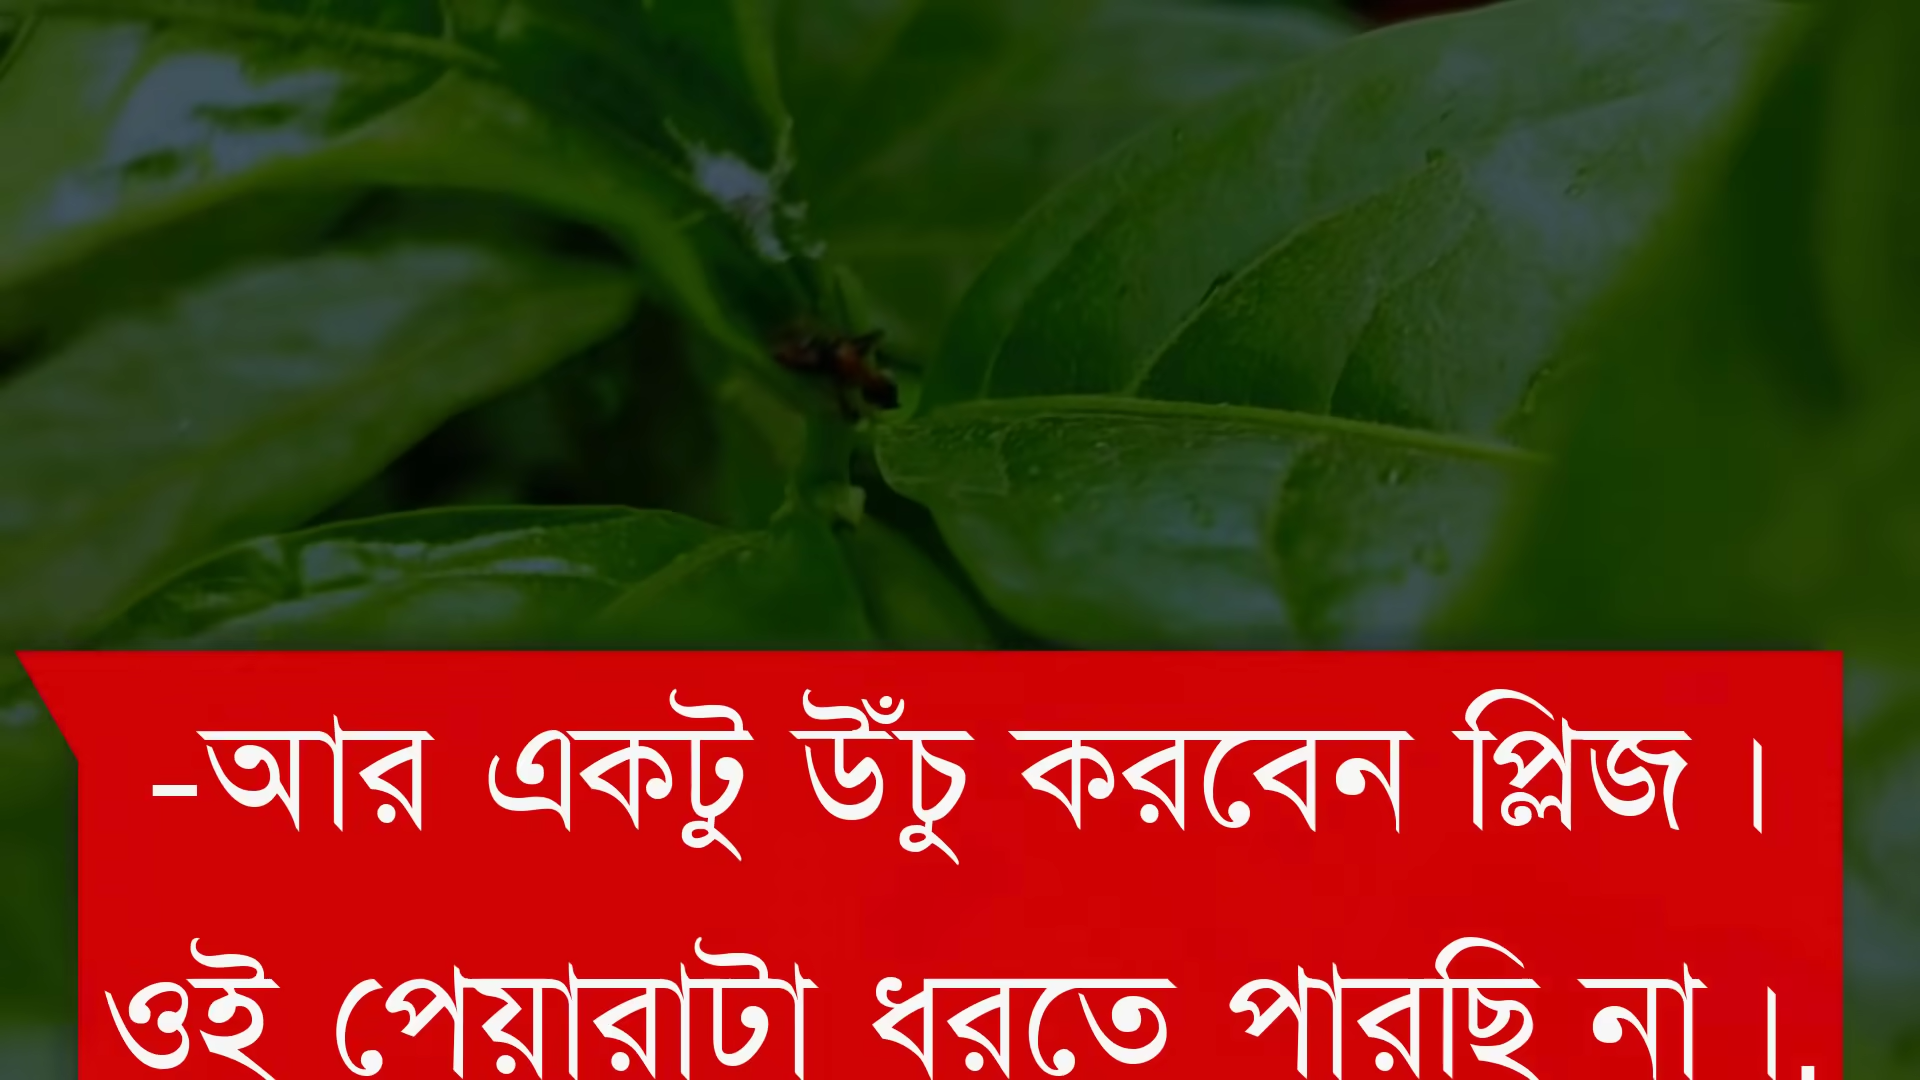 -আর একটু উঁচু করবেন প্লিজ।
ওই পেয়ারাটা ধরতে পারছি না।.